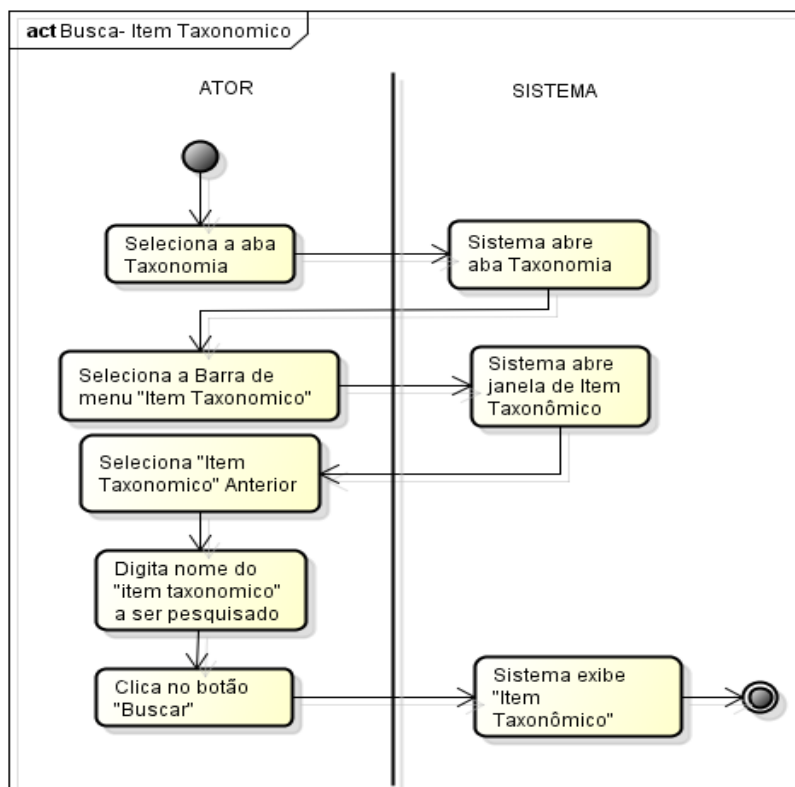 act Busca- Item Taxonomico
ATOR
SISTEMA
Seleciona a aba
Taxonomia
Sistema abre
aba Taxonomia
Seleciona a Barra de
menu "Item Taxonomico"
Sistema abre
janela de Item
Taxonômico
Seleciona "Item
Taxonomico" Anterior
Digita nome do
"item taxonomico"
a ser pesquisado
Clica no botão
"Buscar"
Sistema exibe
"Item
Taxonômico"